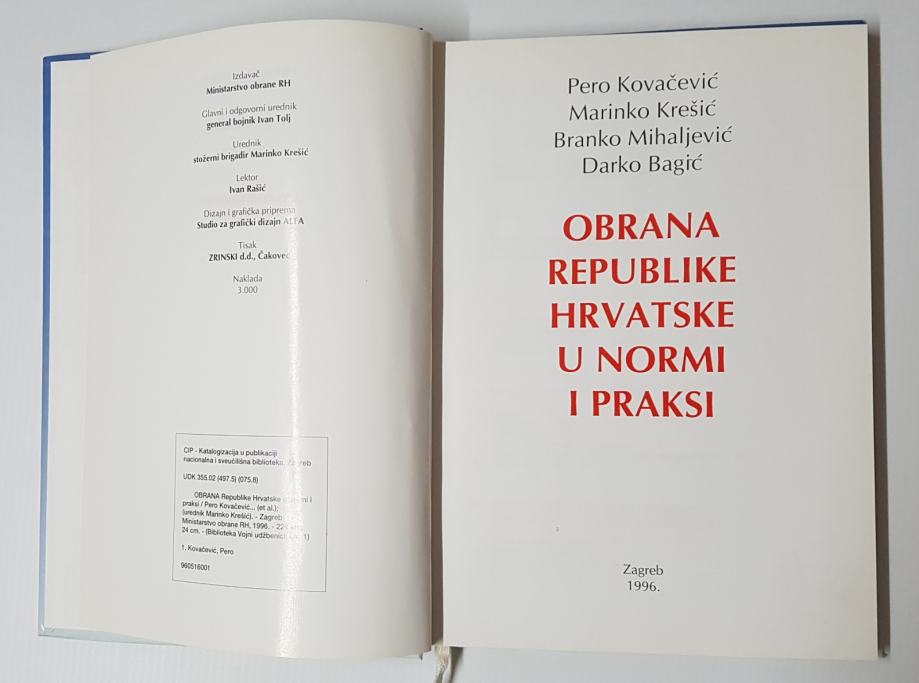 Izdavač
Ministarstvo obrane RH
Glavni i odgovorni urednik
general bojnik Ivan Tolj
Urednik
stožerni brigadir Marinko Krešić
Lektor
Ivan Rašić
Dizajn i grafička priprema
Studio za grafički dizajn ALFA
Tisak
ZRINSKI d.d., Čakovec
Naklada
3.000
CIP - Katalogizacija u publikaciji
nacionalna i sveučilišna biblioteka, Zagreb
UDK 355.02 (497.5) (075.8)
OBRANA Republike Hrvatske i
praksi / Pero Kovačević... (et al.);
(urednik Marinko Krešić). - Zagreb:
Ministarstvo obrane RH, 1996. -
24 cm. - (Biblioteka Vojni udžbenici; 1)
1. Kovačević, Pero
960516001
Pero Kovačević
Marinko Krešić
Branko Mihaljević
Darko Bagić
OBRANA
REPUBLIKE
HRVATSKE
U NORMI
I PRAKSI
Zagreb
1996.